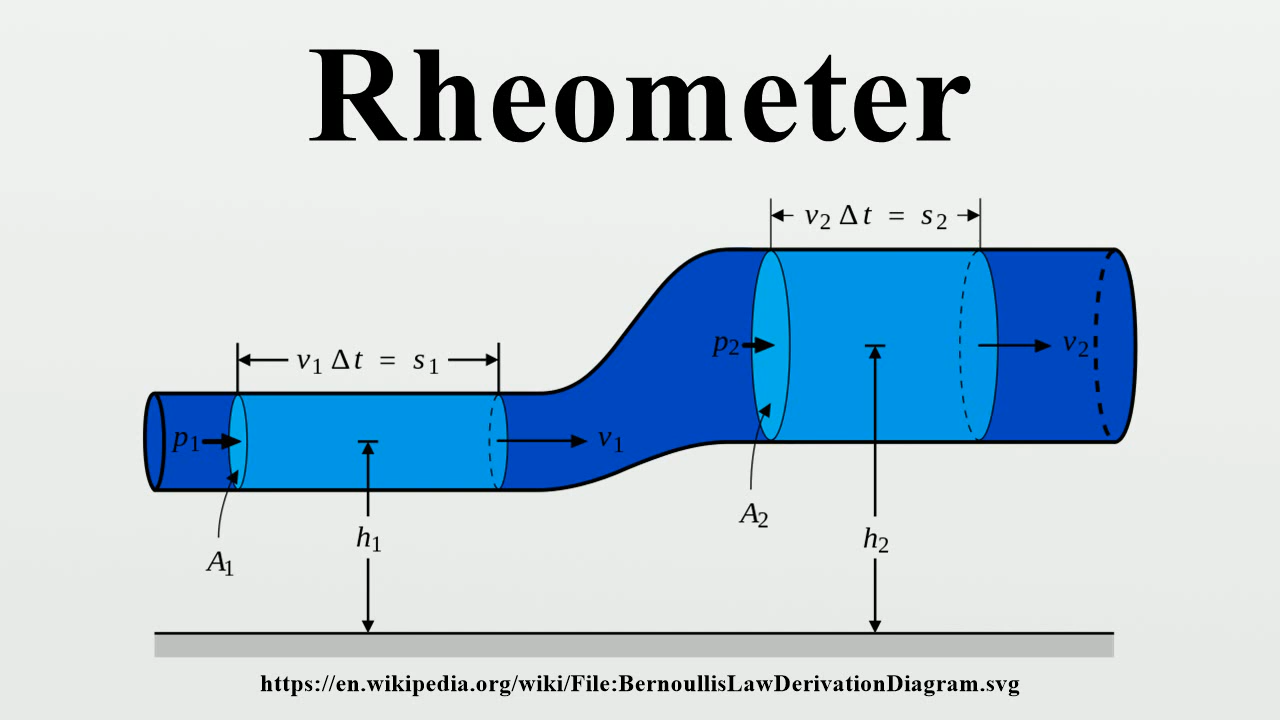 Rheometer
v₂ Δt = s₂
v₁ Δt = s₁
p₂
v₂
p₁
v₁
A₂
h₁
h₂
A₁
https://en.wikipedia.org/wiki/File:BernoullisLawDerivationDiagram.svg